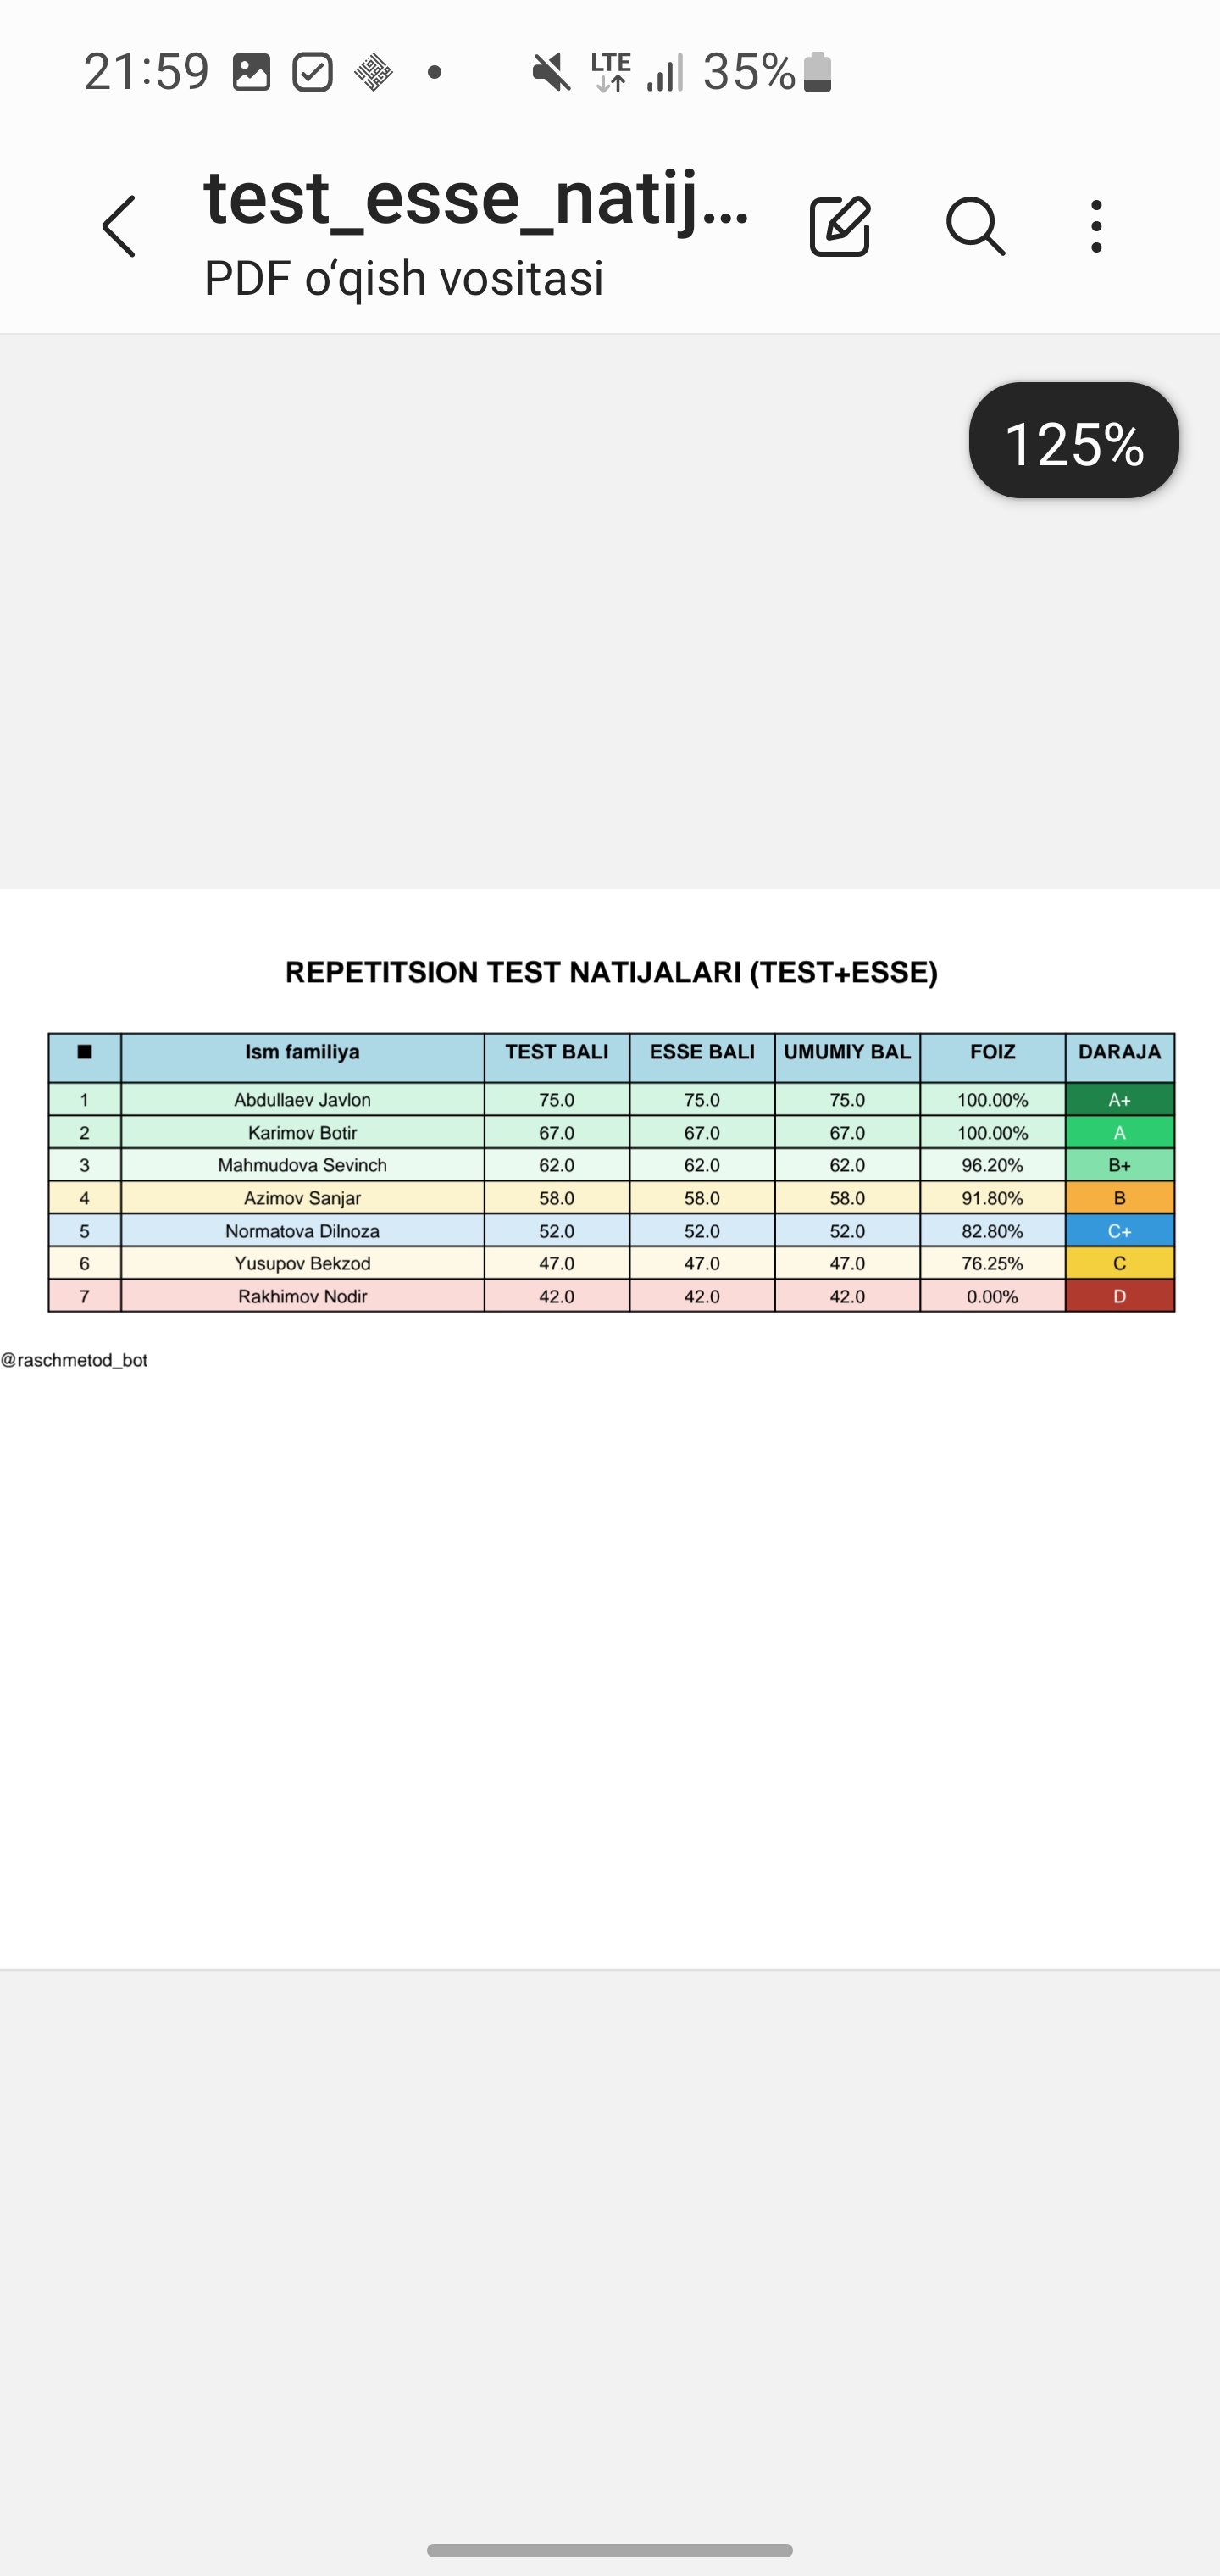 21:59 LTE 35%
test_esse_natij...
PDF o‘qish vositasi
125%
REPETITSION TEST NATIJALARI (TEST+ESSE)
■ Ism familiya TEST BALI ESSE BALI UMUMIY BAL FOIZ DARAJA
1 Abdullaev Javlon 75.0 75.0 75.0 100.00% A+
2 Karimov Botir 67.0 67.0 67.0 100.00% A
3 Mahmudova Sevinch 62.0 62.0 62.0 96.20% B+
4 Azimov Sanjar 58.0 58.0 58.0 91.80% B
5 Normatova Dilnoza 52.0 52.0 52.0 82.80% C+
6 Yusupov Bekzod 47.0 47.0 47.0 76.25% C
7 Rakhimov Nodir 42.0 42.0 42.0 0.00% D
@raschmetod_bot